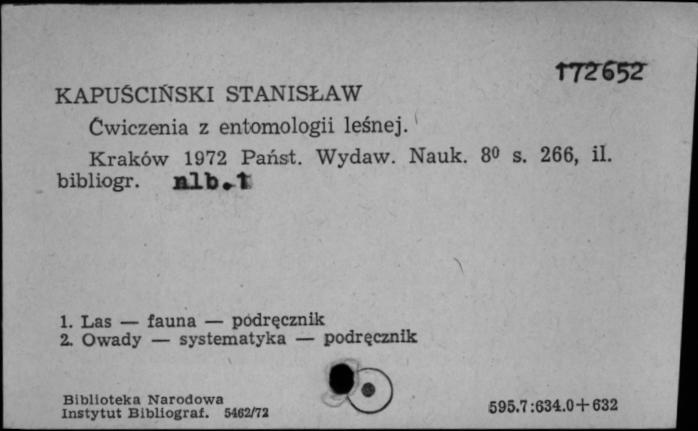 172652
KAPUŚCIŃSKI STANISŁAW
Ćwiczenia z entomologii leśnej.
Kraków 1972 Państ. Wydaw. Nauk. 8⁰ s. 266, il.
bibliogr. nlb. 1
1. Las — fauna — podręcznik
2. Owady — systematyka — podręcznik
Biblioteka Narodowa
Instytut Bibliograf. 5462/72
595.7:634.0+632